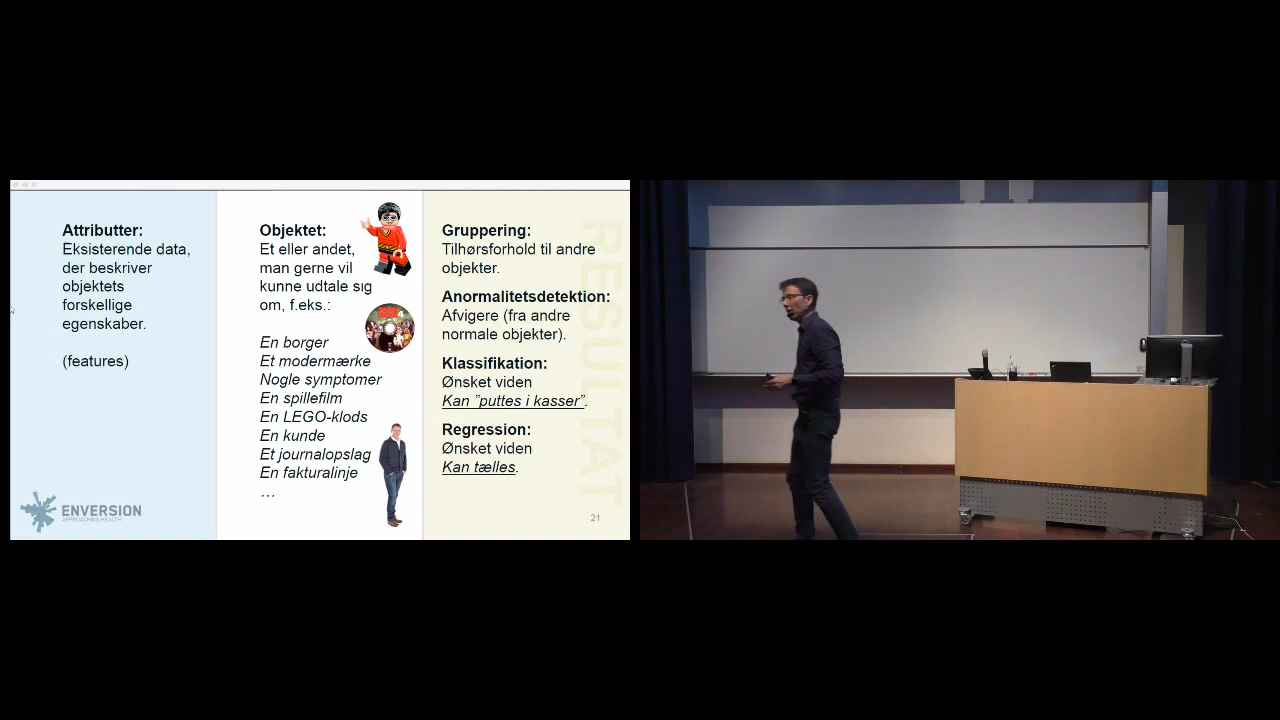 Attributter:
Eksisterende data,
der beskriver
objektets
forskellige
egenskaber.
(features)
ENVERSION
APPROACHING HEALTH
Objektet:
Et eller andet,
man gerne vil
kunne udtale sig
om, f.eks.:
En borger
Et modermærke
Nogle symptomer
En spillefilm
En LEGO-klods
En kunde
Et journalopslag
En fakturalinje
…
4
Gruppering:
Tilhørsforhold til andre
objekter.
Anormalitetsdetektion:
Afvigere (fra andre
normale objekter).
Klassifikation:
Ønsket viden
Kan ”puttes i kasser”.
Regression:
Ønsket viden
Kan tælles.
RESULTAT
21